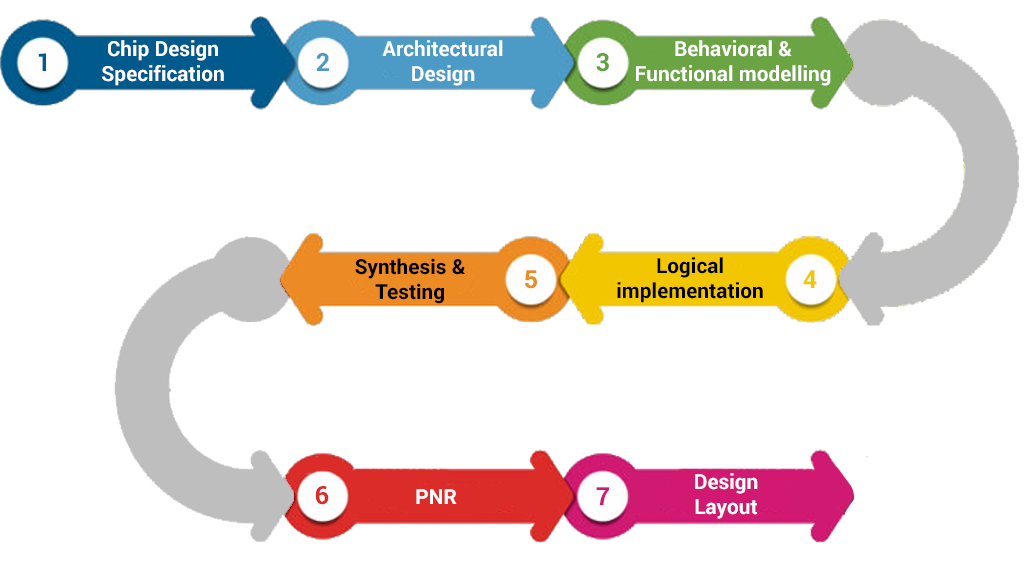 1
Chip Design
Specification
2
Architectural
Design
3
Behavioral &
Functional modelling
4
Logical
implementation
5
Synthesis &
Testing
6
PNR
7
Design
Layout